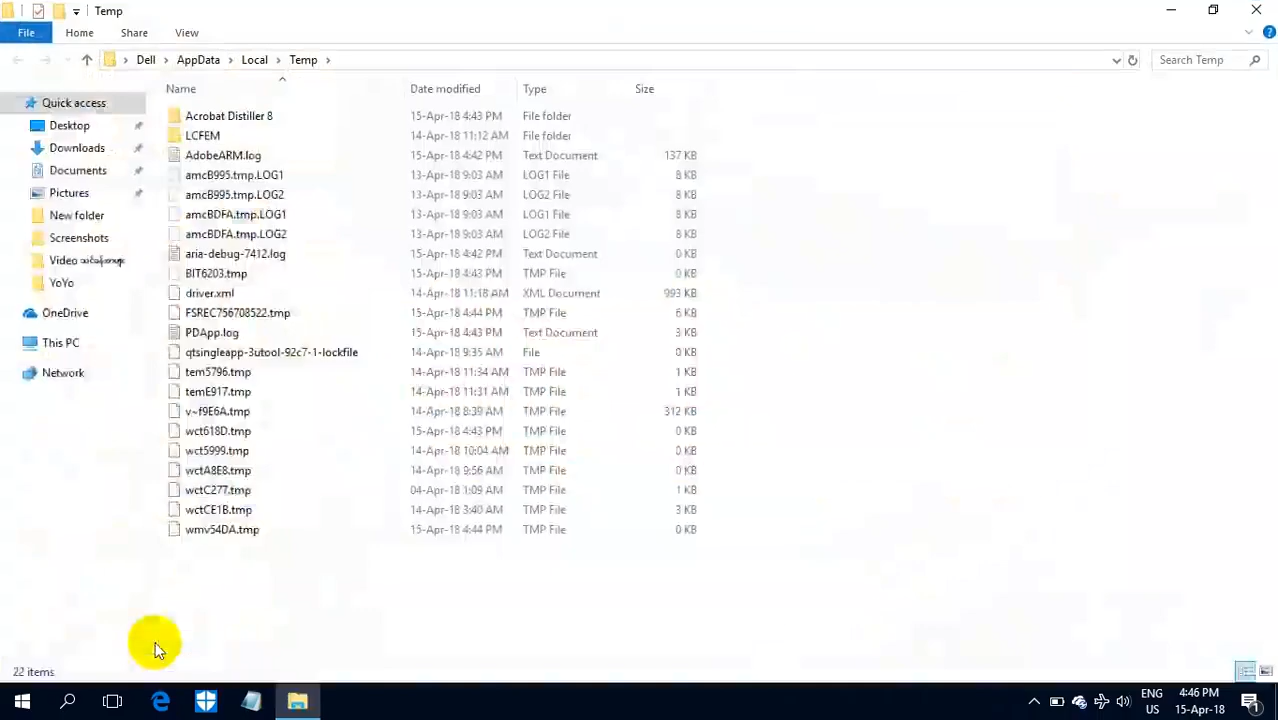 Temp
File Home Share View
Dell AppData Local Temp Search Temp
Name Date modified Type Size
Quick access
Desktop
Downloads
Documents
Pictures
New folder
Screenshots
Video သင်ခန်းစာများ
YoYo
OneDrive
This PC
Network
Acrobat Distiller 8 15-Apr-18 4:43 PM File folder
LCFEM 14-Apr-18 11:12 AM File folder
AdobeARM.log 15-Apr-18 4:42 PM Text Document 137 KB
amcB995.tmp.LOG1 13-Apr-18 9:03 AM LOG1 File 8 KB
amcB995.tmp.LOG2 13-Apr-18 9:03 AM LOG2 File 8 KB
amcBDFA.tmp.LOG1 13-Apr-18 9:03 AM LOG1 File 8 KB
amcBDFA.tmp.LOG2 13-Apr-18 9:03 AM LOG2 File 8 KB
aria-debug-7412.log 15-Apr-18 4:42 PM Text Document 0 KB
BIT6203.tmp 15-Apr-18 4:43 PM TMP File 0 KB
driver.xml 14-Apr-18 11:18 AM XML Document 993 KB
FSREC756708522.tmp 15-Apr-18 4:44 PM TMP File 6 KB
PDApp.log 15-Apr-18 4:43 PM Text Document 3 KB
qtsingleapp-3utool-92c7-1-lockfile 14-Apr-18 9:35 AM File 0 KB
tem5796.tmp 14-Apr-18 11:34 AM TMP File 1 KB
temE917.tmp 14-Apr-18 11:31 AM TMP File 1 KB
v~f9E6A.tmp 14-Apr-18 8:39 AM TMP File 312 KB
wct618D.tmp 15-Apr-18 4:43 PM TMP File 0 KB
wct5999.tmp 14-Apr-18 10:04 AM TMP File 0 KB
wctA8E8.tmp 14-Apr-18 9:56 AM TMP File 0 KB
wctC277.tmp 04-Apr-18 1:09 AM TMP File 1 KB
wctCE1B.tmp 14-Apr-18 3:40 AM TMP File 3 KB
wmv54DA.tmp 15-Apr-18 4:44 PM TMP File 0 KB
22 items
ENG 4:46 PM
US 15-Apr-18 1